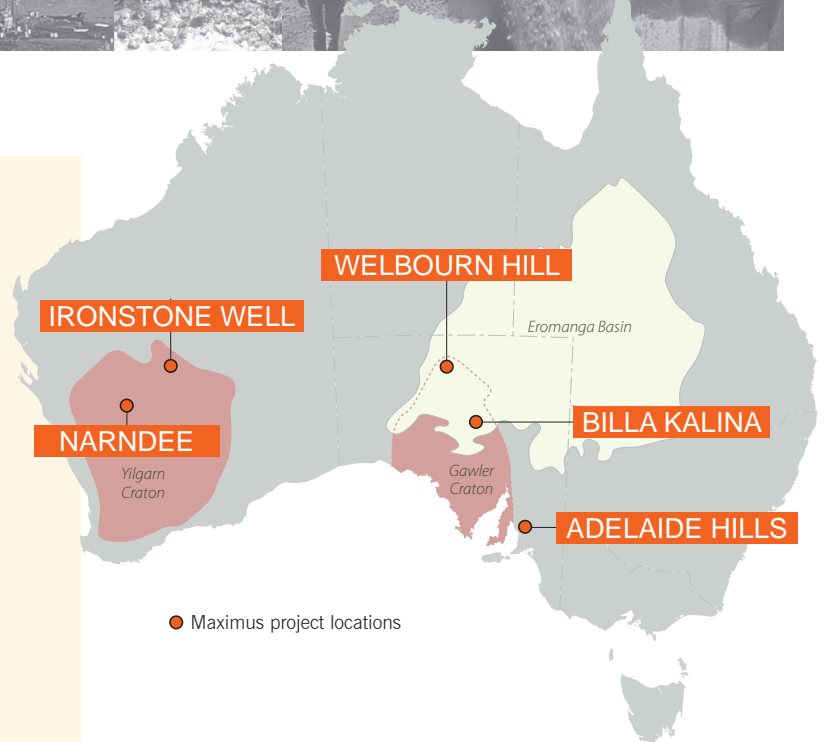 WELBOURN HILL
IRONSTONE WELL
Eromanga Basin
BILLA KALINA
NARNDEE
Yilgarn
Craton
Gawler
Craton
ADELAIDE HILLS
Maximus project locations